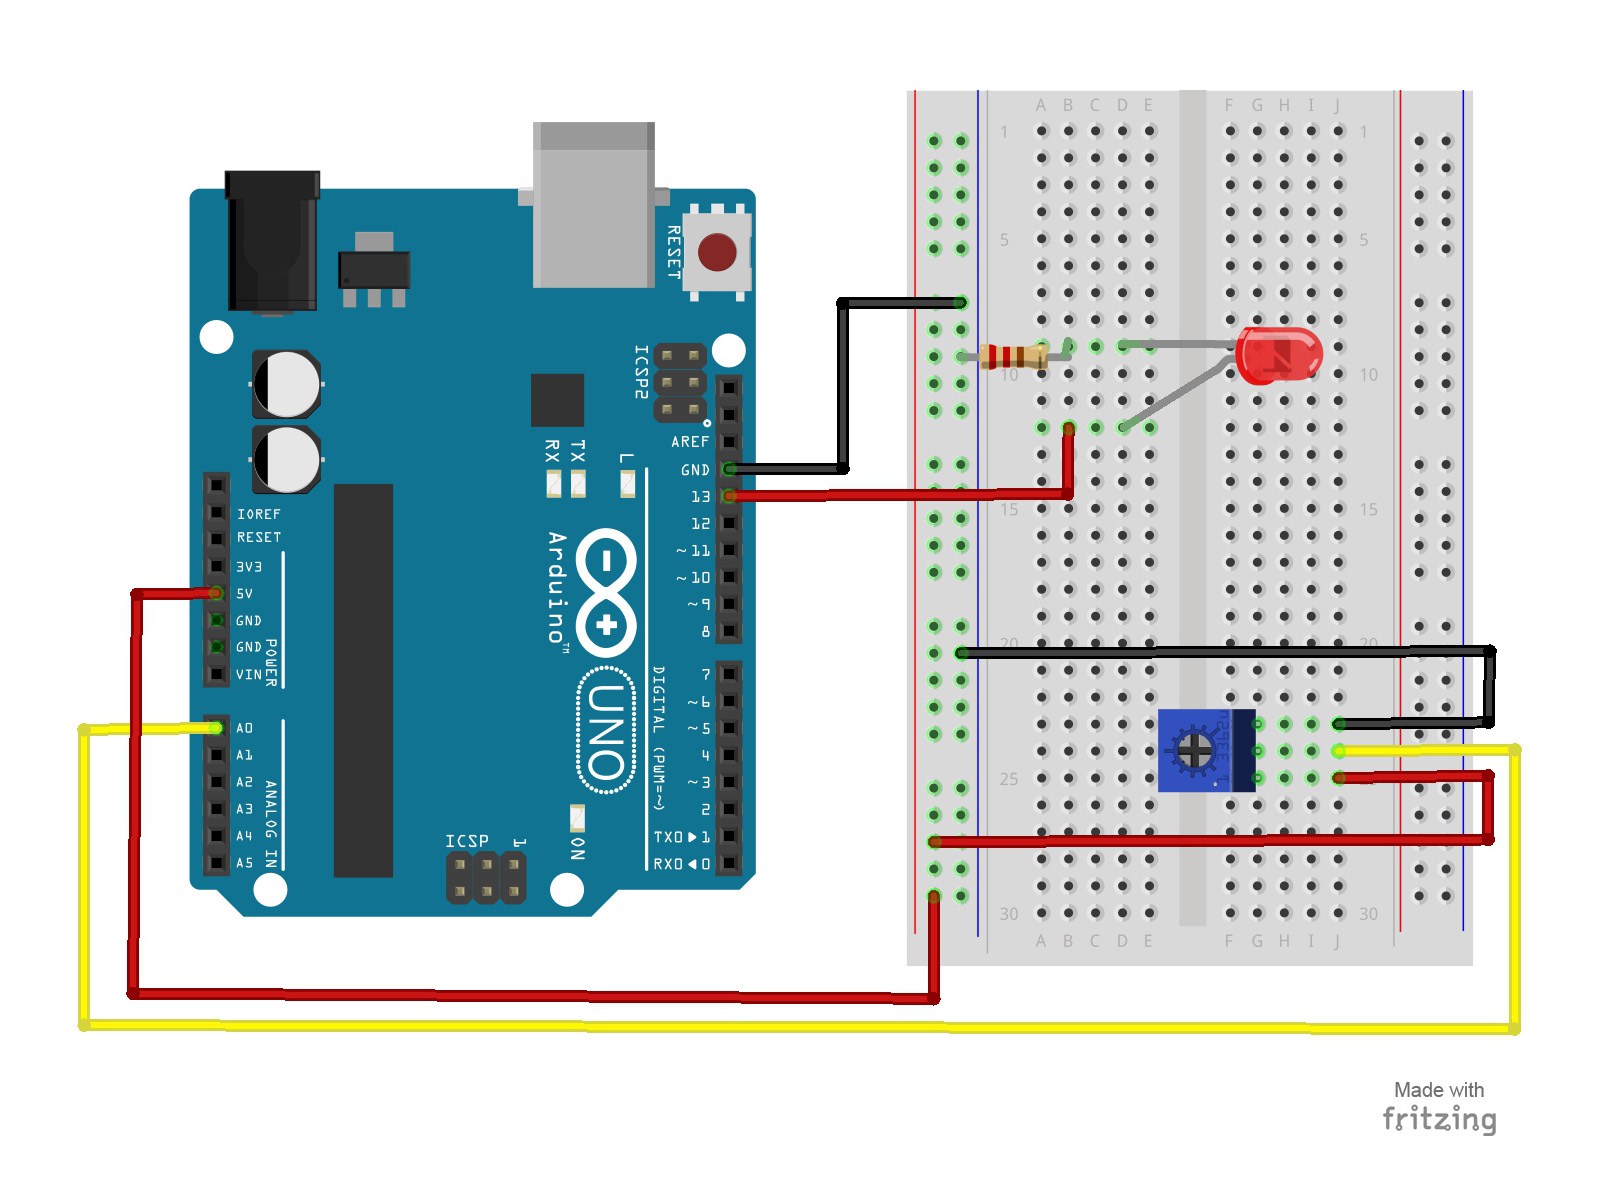 A B C D E F G H I J
1 1
5 5
10 10
15 15
20 20
25
30 30
A B C D E F G H I J
RESET
ICSP2
AREF
GND
13
12
~11
~10
~9
8
7
~6
~5
4
~3
2
TX0▶1
RX0◀0
DIGITAL (PWM=~)
RX
TX
L
Arduino™
UNO
ON
ICSP
1
IOREF
RESET
3V3
5V
GND
GND
VIN
POWER
A0
A1
A2
A3
A4
A5
ANALOG IN
Made with
fritzing